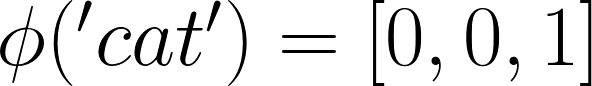 ϕ(′cat′) = [0, 0, 1]